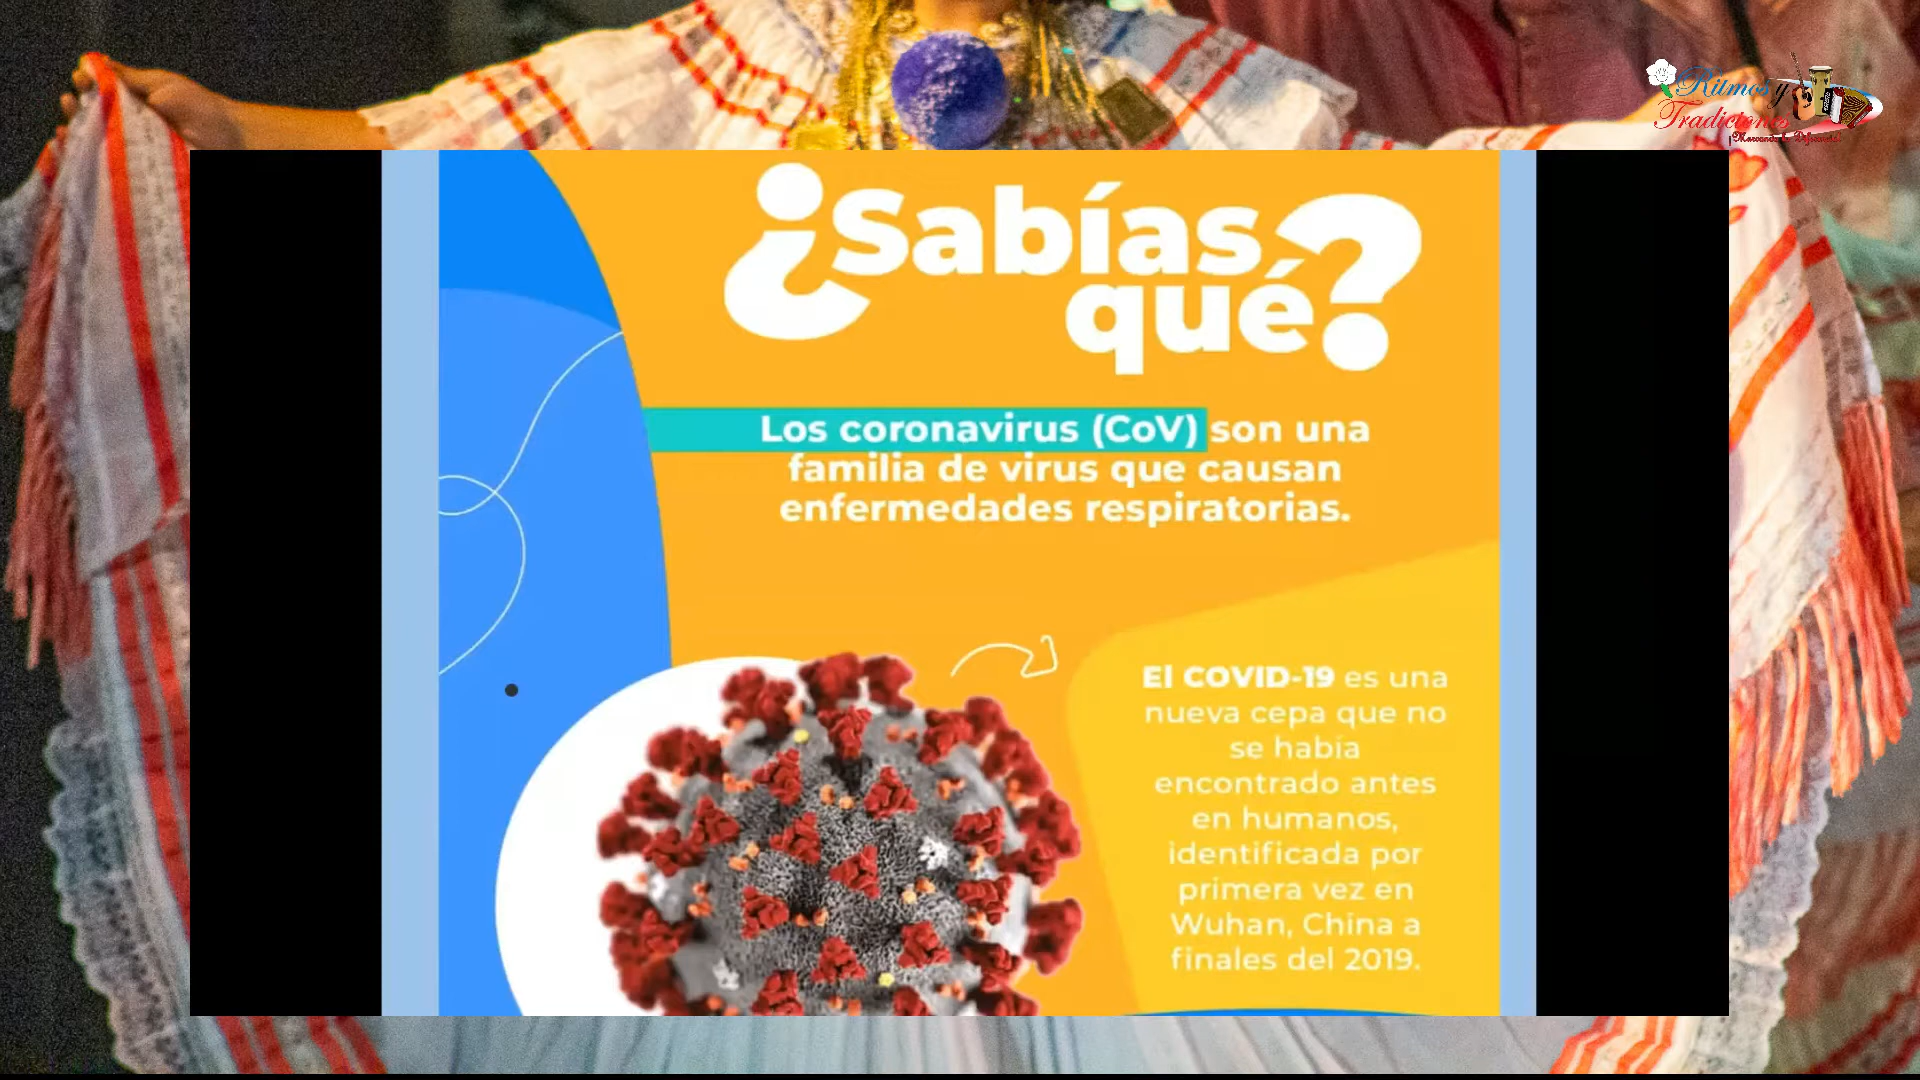 Ritmos y
Tradiciones
¿Sabías
qué?
Los coronavirus (CoV) son una
familia de virus que causan
enfermedades respiratorias.
El COVID-19 es una
nueva cepa que no
se había
encontrado antes
en humanos,
identificada por
primera vez en
Wuhan, China a
finales del 2019.